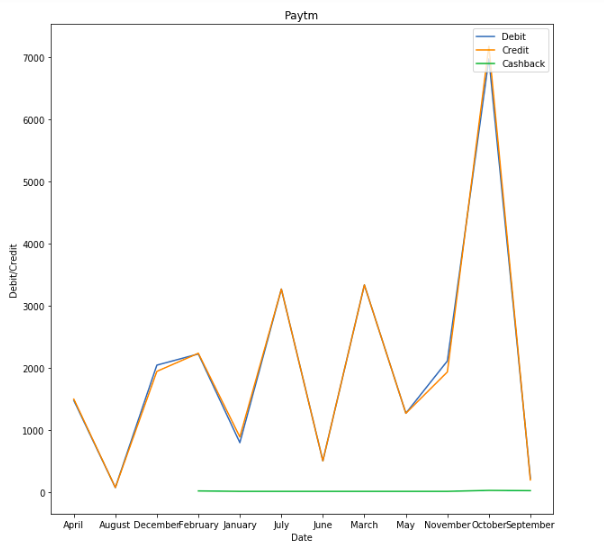 Paytm
Debit
Credit
Cashback
7000
6000
5000
4000
3000
2000
1000
0
Debit/Credit
April August December February January July June March May November October September
Date